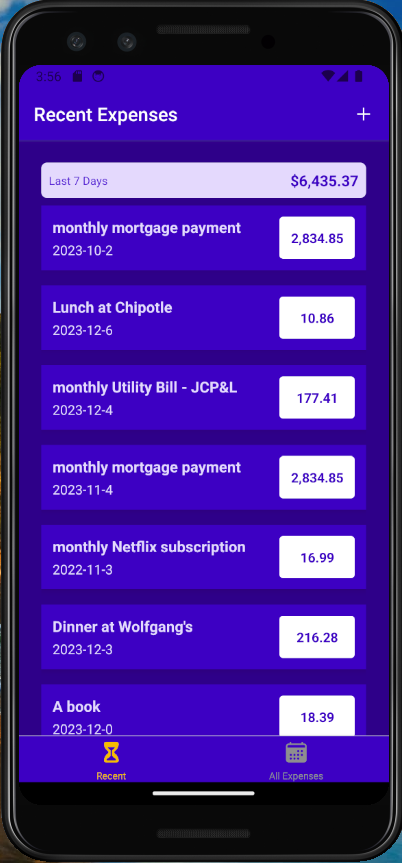 3:56
Recent Expenses
Last 7 Days $6,435.37
monthly mortgage payment
2023-10-2
2,834.85
Lunch at Chipotle
2023-12-6
10.86
monthly Utility Bill - JCP&L
2023-12-4
177.41
monthly mortgage payment
2023-11-4
2,834.85
monthly Netflix subscription
2022-11-3
16.99
Dinner at Wolfgang's
2023-12-3
216.28
A book
2023-12-0
18.39
Recent All Expenses